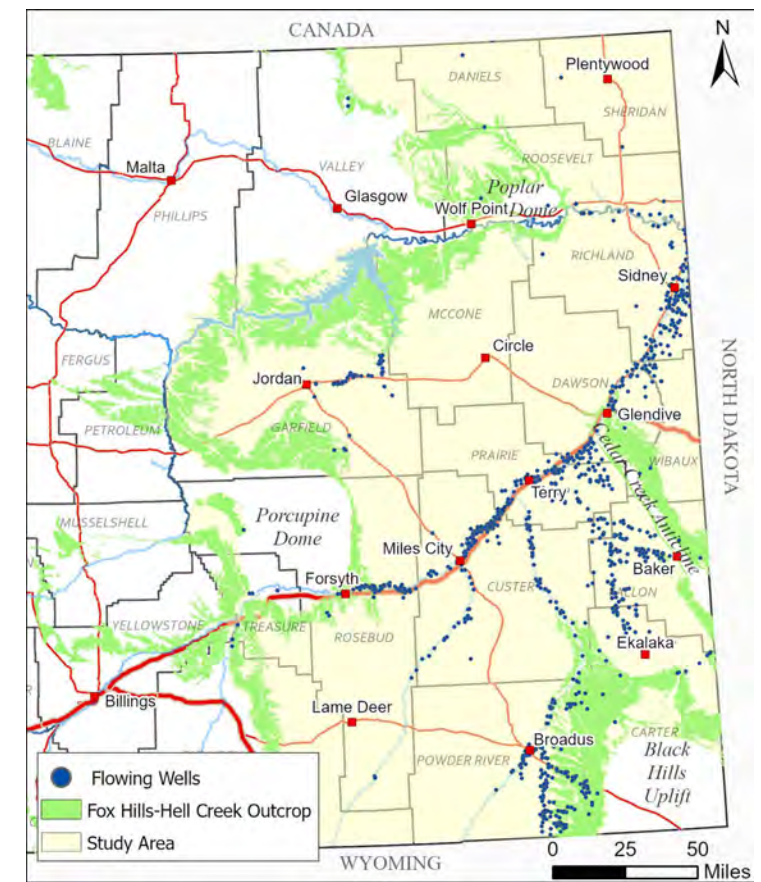 CANADA
N
Plentywood
DANIELS
SHERIDAN
BLAINE
Malta
VALLEY
ROOSEVELT
Glasgow
Poplar
Dome
Wolf Point
PHILLIPS
RICHLAND
Sidney
MCCONE
NORTH DAKOTA
FERGUS
Circle
Jordan
DAWSON
Glendive
PETROLEUM
GARFIELD
Cedar Creek Anticline
PRAIRIE
WIBAUX
Terry
MUSSELSHELL
Porcupine
Dome
Miles City
Baker
Forsyth
CUSTER
YELLOWSTONE
TREASURE
ROSEBUD
Ekalaka
Billings
Lame Deer
Broadus
CARTER
POWDER RIVER
Black
Hills
Uplift
Flowing Wells
Fox Hills-Hell Creek Outcrop
Study Area
WYOMING
0 25 50
Miles